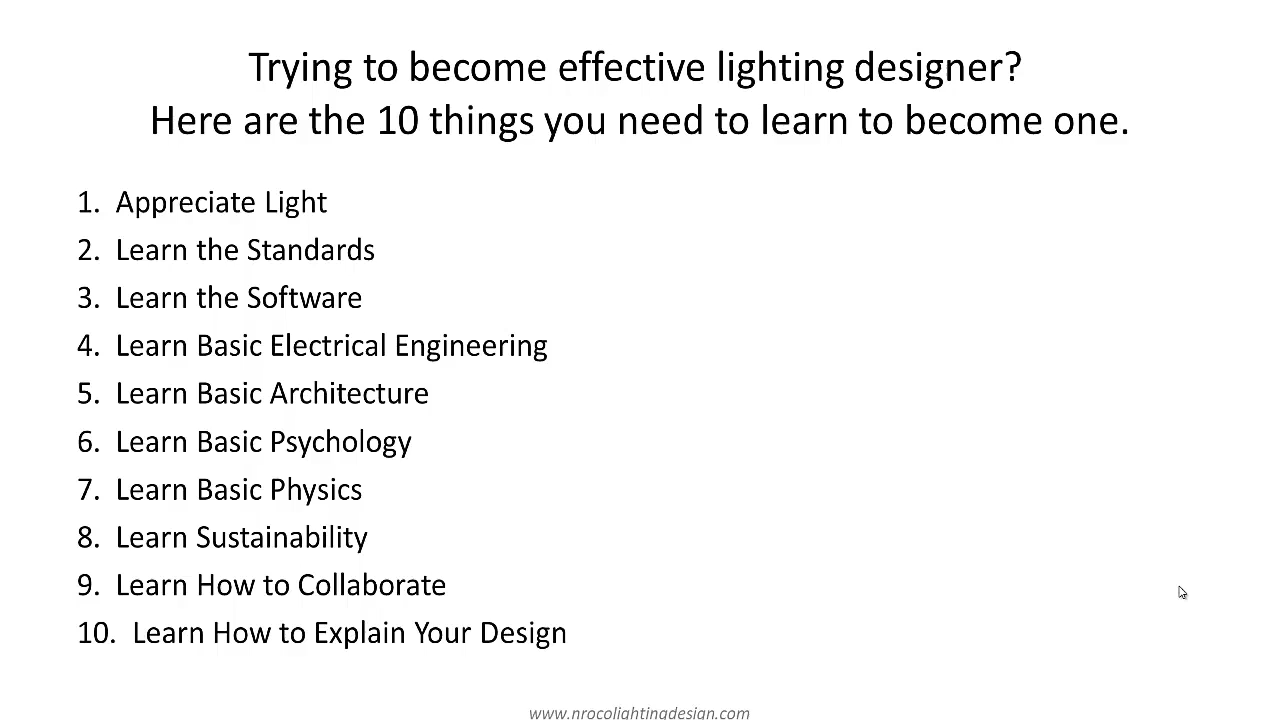 Trying to become effective lighting designer?
Here are the 10 things you need to learn to become one.
1. Appreciate Light
2. Learn the Standards
3. Learn the Software
4. Learn Basic Electrical Engineering
5. Learn Basic Architecture
6. Learn Basic Psychology
7. Learn Basic Physics
8. Learn Sustainability
9. Learn How to Collaborate
10. Learn How to Explain Your Design
www.nrocolightingdesign.com